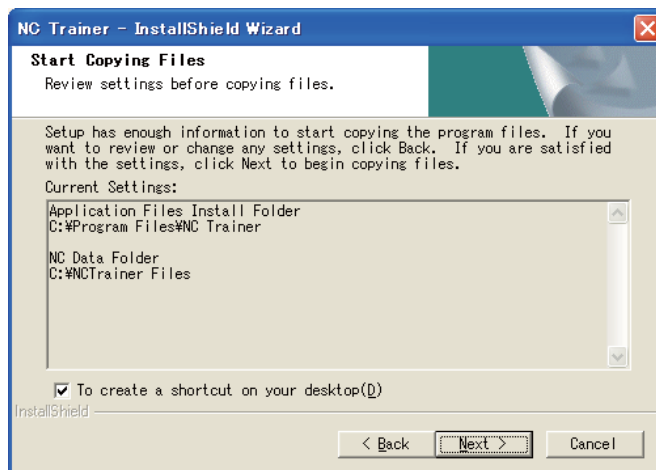 NC Trainer - InstallShield Wizard
Start Copying Files
Review settings before copying files.
Setup has enough information to start copying the program files.  If you
want to review or change any settings, click Back.  If you are satisfied
with the settings, click Next to begin copying files.
Current Settings:
Application Files Install Folder
C:¥Program Files¥NC Trainer
NC Data Folder
C:¥NCTrainer Files
To create a shortcut on your desktop(D)
InstallShield
< Back
Next >
Cancel